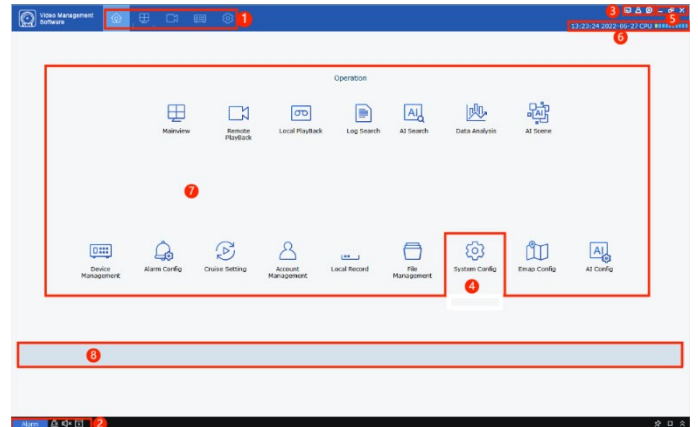 Video Management
Software
1
3
5
13:23:24 2022-06-27 CPU
6
Operation
Mainview
Remote
PlayBack
Local PlayBack
Log Search
AI Search
Data Analysis
AI Scene
7
Device
Management
Alarm Config
Cruise Setting
Account
Management
Local Record
File
Management
System Config
Emap Config
AI Config
4
8
Alarm
2